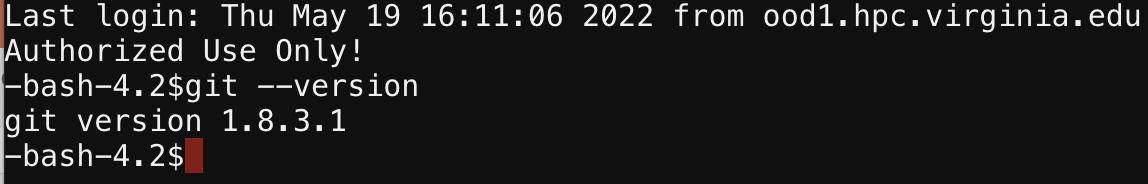 Last login: Thu May 19 16:11:06 2022 from ood1.hpc.virginia.edu
Authorized Use Only!
-bash-4.2$git --version
git version 1.8.3.1
-bash-4.2$